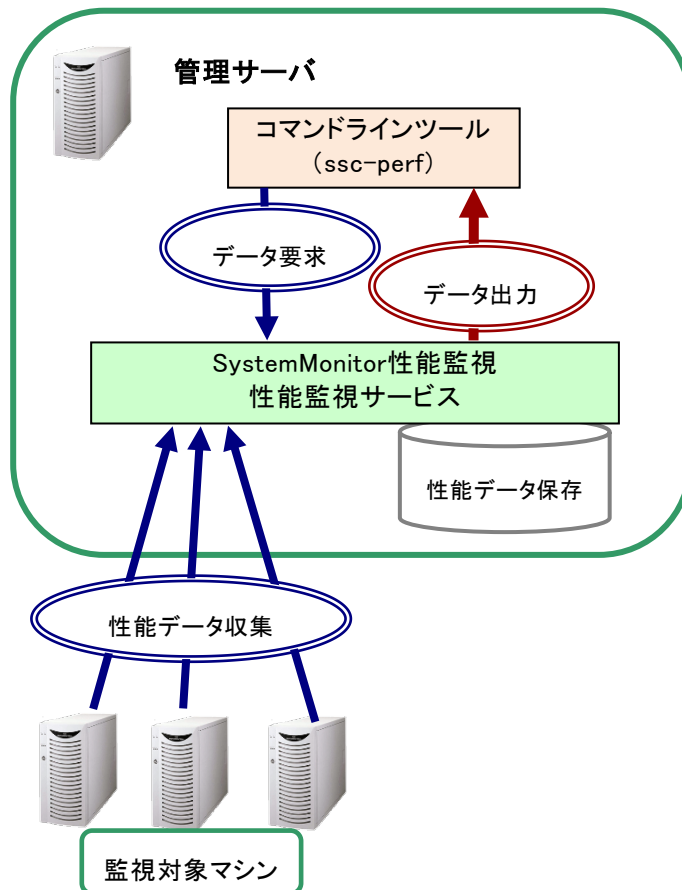 管理サーバ
コマンドラインツール
（ssc-perf）
データ要求
データ出力
SystemMonitor性能監視
性能監視サービス
性能データ保存
性能データ収集
監視対象マシン